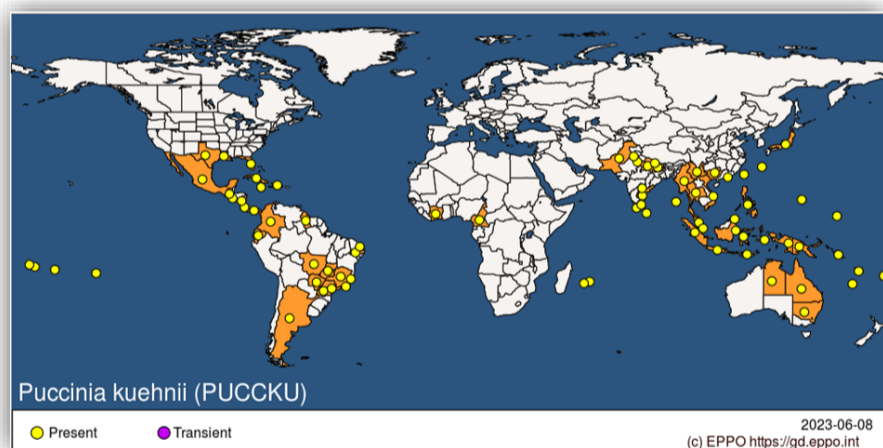 Puccinia kuehnii (PUCCKU)
Present
Transient
2023-06-08
(c) EPPO https://gd.eppo.int